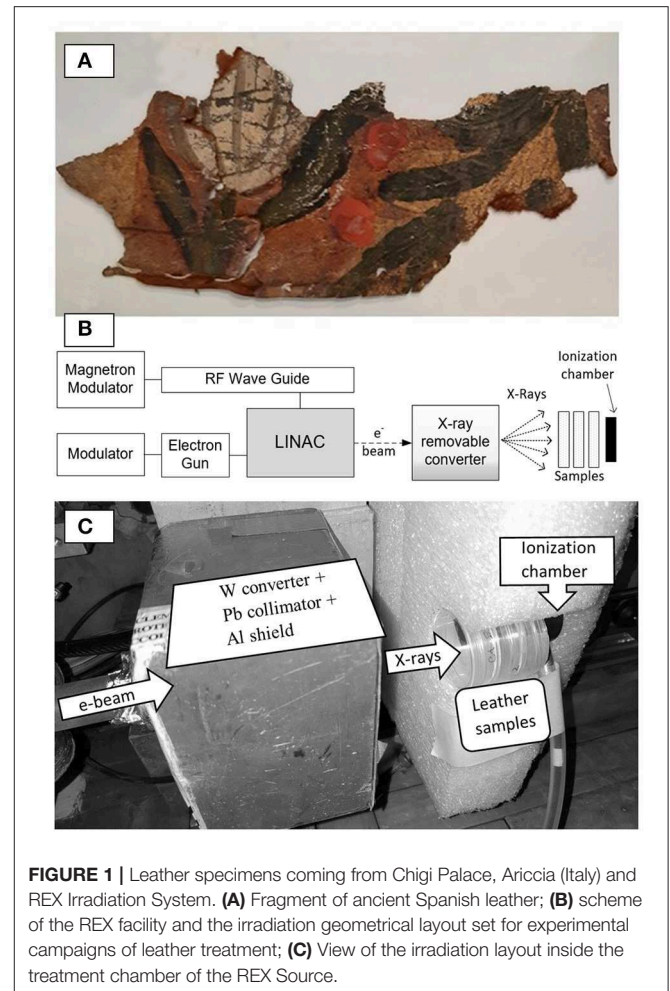 A
B
Magnetron
Modulator
RF Wave Guide
Ionization
chamber
X-Rays
Modulator
Electron
Gun
LINAC
e-
beam
X-ray
removable
converter
Samples
C
W converter +
Pb collimator +
Al shield
Ionization
chamber
X-rays
e-beam
Leather
samples
FIGURE 1 | Leather specimens coming from Chigi Palace, Ariccia (Italy) and
REX Irradiation System. (A) Fragment of ancient Spanish leather; (B) scheme
of the REX facility and the irradiation geometrical layout set for experimental
campaigns of leather treatment; (C) View of the irradiation layout inside the
treatment chamber of the REX Source.